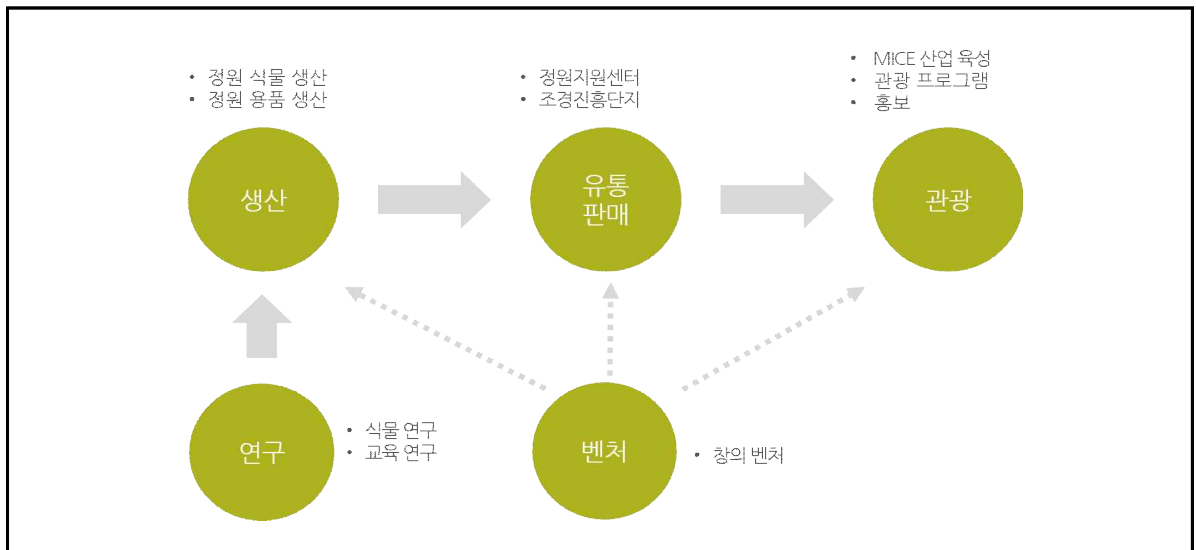 • 정원 식물 생산
• 정원 용품 생산
• 정원지원센터
• 조경진흥단지
• MICE 산업 육성
• 관광 프로그램
• 홍보
생산
유통
판매
관광
연구
• 식물 연구
• 교육 연구
벤처
• 창의 벤처